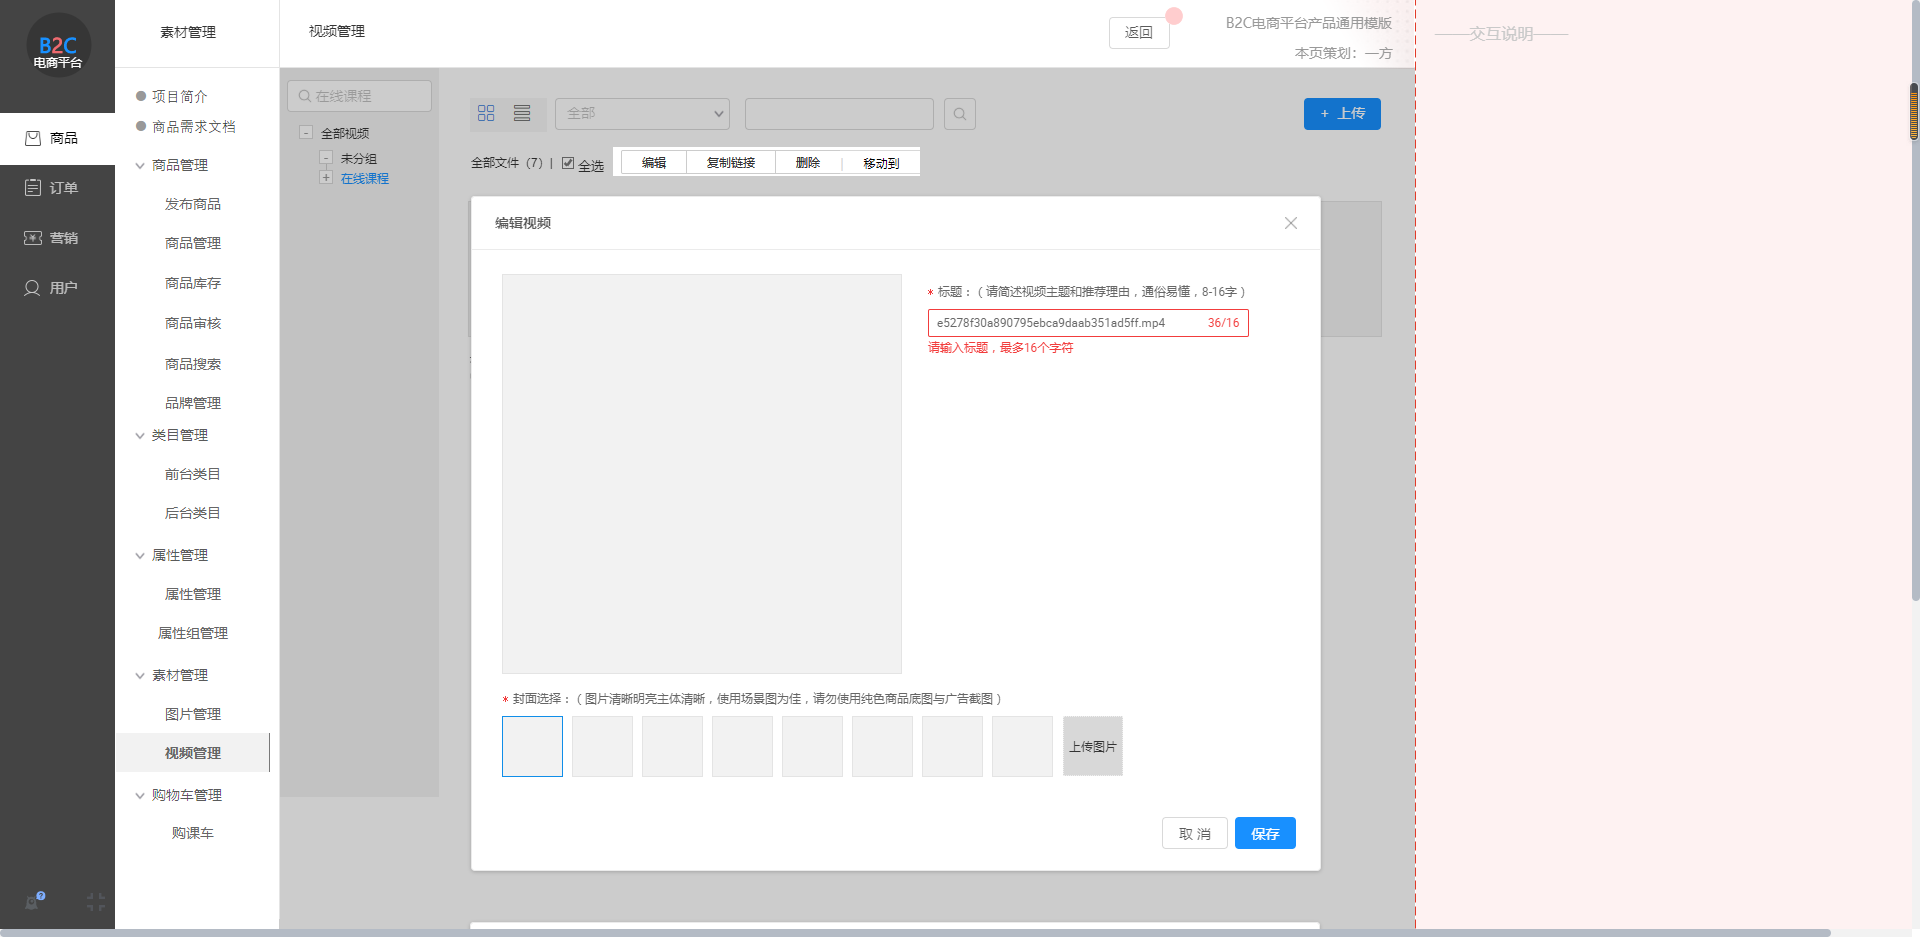 B2C
电商平台
商品
订单
营销
用户
素材管理
项目简介
商品需求文档
商品管理
发布商品
商品管理
商品库存
商品审核
商品搜索
品牌管理
类目管理
前台类目
后台类目
属性管理
属性管理
属性组管理
素材管理
图片管理
视频管理
购物车管理
购课车
视频管理
返回
B2C电商平台产品通用模版
本页策划：一方
在线课程
全部视频
未分组
在线课程
全部
+ 上传
全部文件（7）| 全选
编辑 复制链接 删除 | 移动到
编辑视频
* 标题：（请简述视频主题和推荐理由，通俗易懂，8-16字）
e5278f30a890795ebca9daab351ad5ff.mp4 36/16
请输入标题，最多16个字符
* 封面选择：（图片清晰明亮主体清晰，使用场景图为佳，请勿使用纯色商品底图与广告截图）
上传图片
取 消
保存
——交互说明——